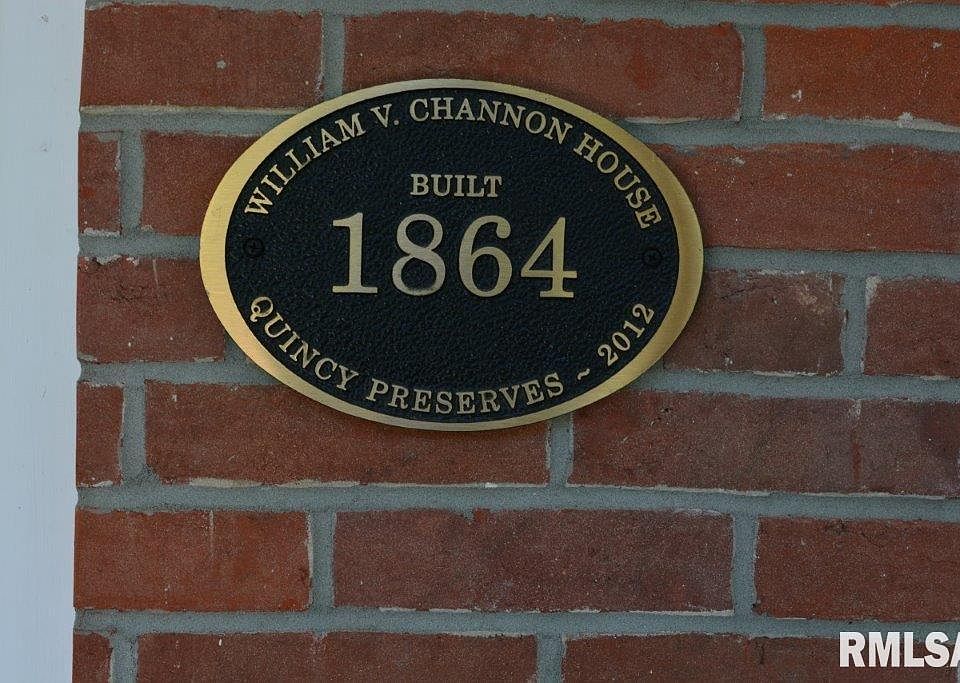 WILLIAM V. CHANNON HOUSE
BUILT
1864
QUINCY PRESERVES ~ 2012
RMLSA